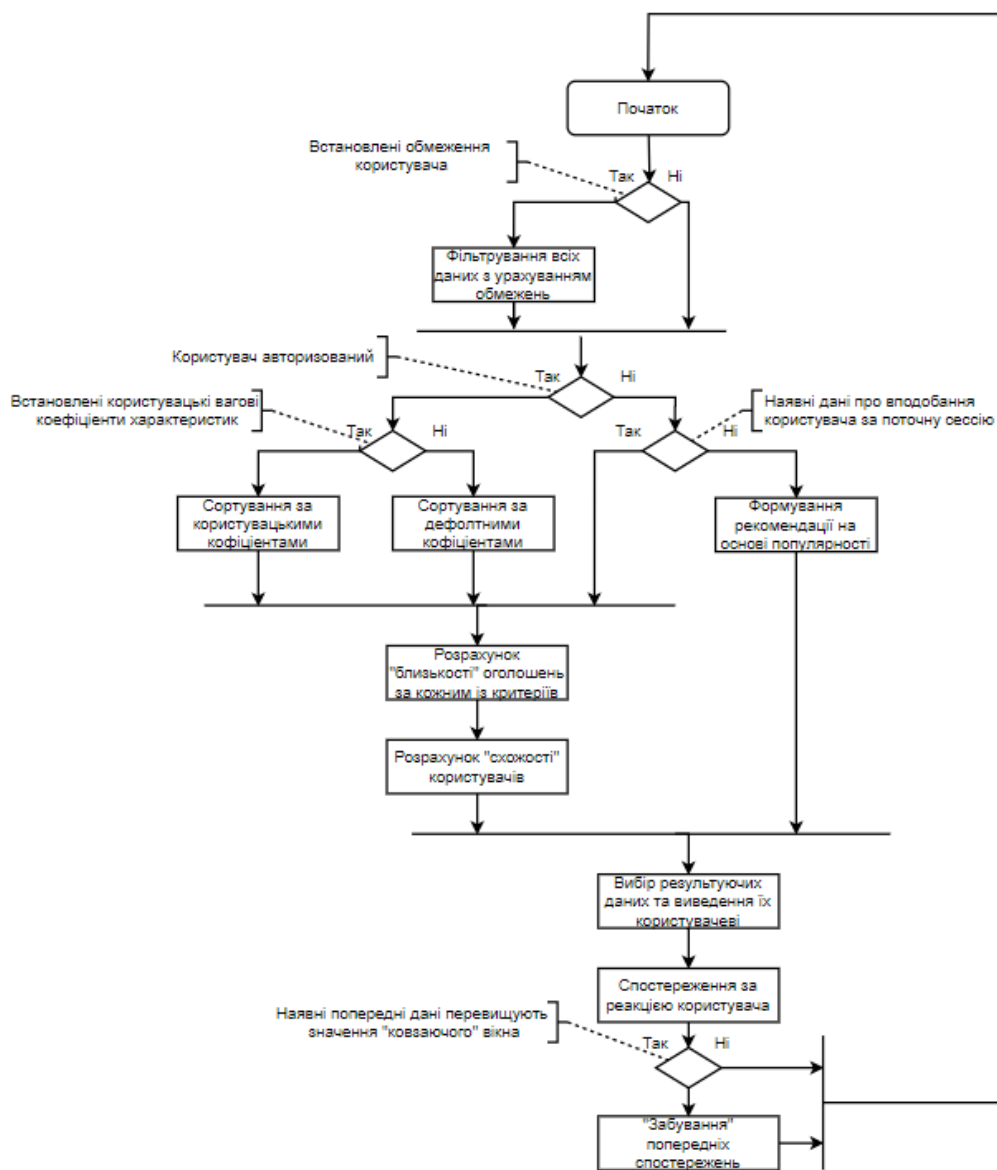 Початок
Встановлені обмеження
користувача
Так
Ні
Фільтрування всіх
даних з урахуванням
обмежень
Користувач авторизований
Так
Ні
Встановлені користувацькі вагові
коефіцієнти характеристик
Так
Ні
Наявні дані про вподобання
користувача за поточну сессію
Так
Ні
Сортування за
користувацькими
кофіцієнтами
Сортування за
дефолтними
кофіцієнтами
Формування
рекомендації на
основі популярності
Розрахунок
"близькості" оголошень
за кожним із критеріїв
Розрахунок "схожості"
користувачів
Вибір результуючих
даних та виведення їх
користувачеві
Спостереження за
реакцією користувача
Наявні попередні дані перевищують
значення "ковзаючого" вікна
Так
Ні
"Забування"
попередніх
спостережень